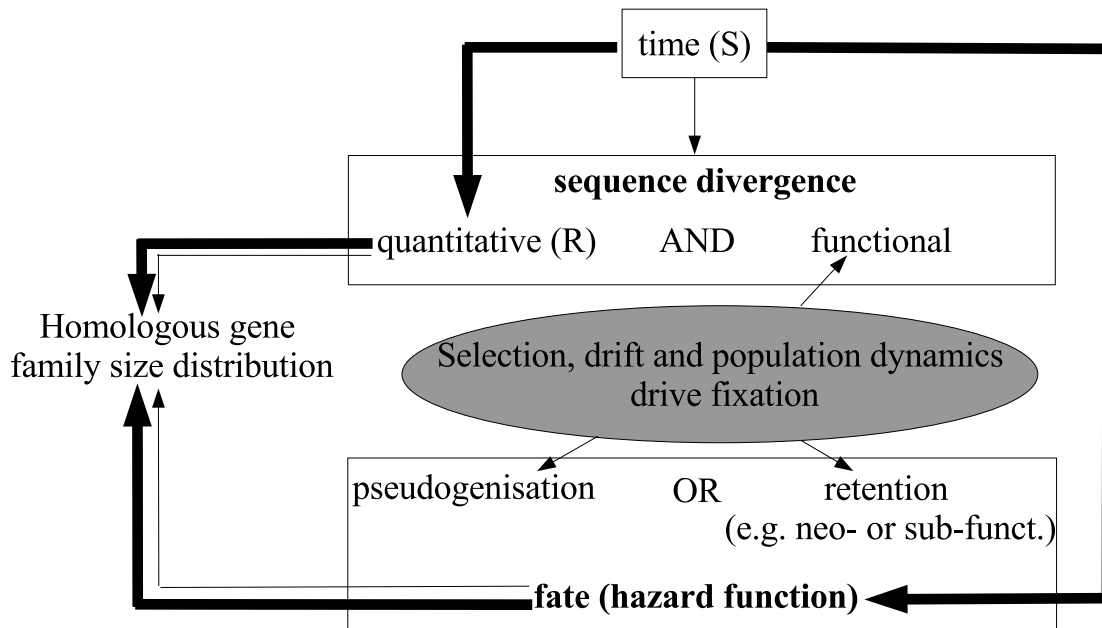 time (S)
sequence divergence
quantitative (R) AND functional
Homologous gene
family size distribution
Selection, drift and population dynamics
drive fixation
pseudogenisation OR retention
(e.g. neo- or sub-funct.)
fate (hazard function)